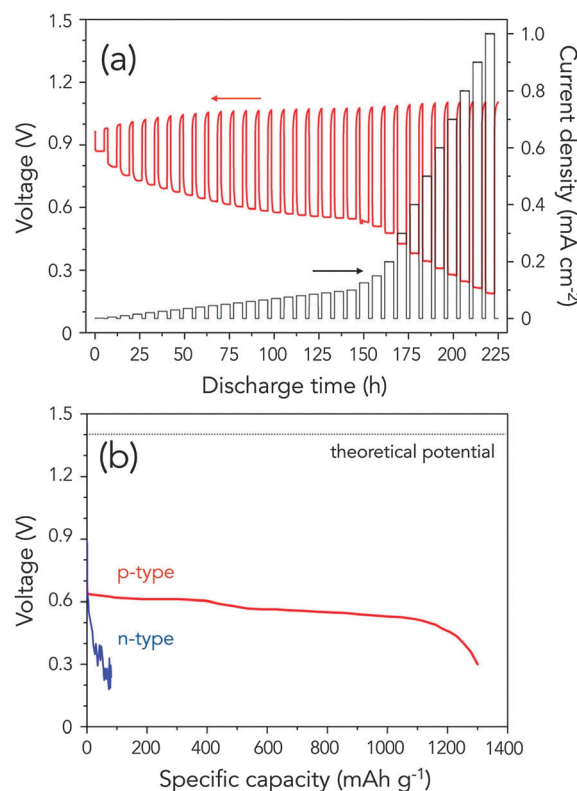 (a)
1.5
1.2
0.9
0.6
0.3
0
Voltage (V)
1.0
0.8
0.6
0.4
0.2
0
Current density (mA cm-2)
0 25 50 75 100 125 150 175 200 225
Discharge time (h)
(b)
1.5
1.2
0.9
0.6
0.3
0
Voltage (V)
theoretical potential
p-type
n-type
0 200 400 600 800 1000 1200 1400
Specific capacity (mAh g-1)